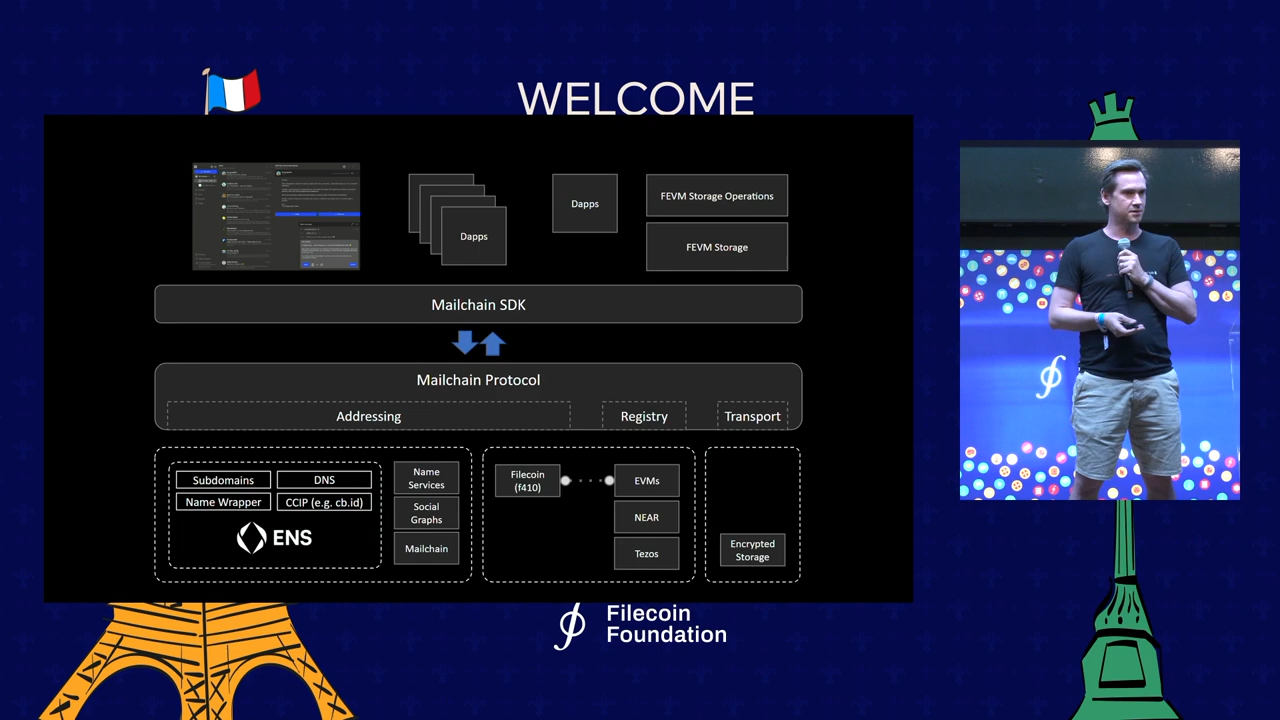 WELCOME
Dapps
Dapps
FEVM Storage Operations
FEVM Storage
Mailchain SDK
Mailchain Protocol
Addressing
Registry
Transport
Subdomains
DNS
Name Wrapper
CCIP (e.g. cb.id)
ENS
Name
Services
Social
Graphs
Mailchain
Filecoin
(f410)
EVMs
NEAR
Tezos
Encrypted
Storage
Filecoin
Foundation